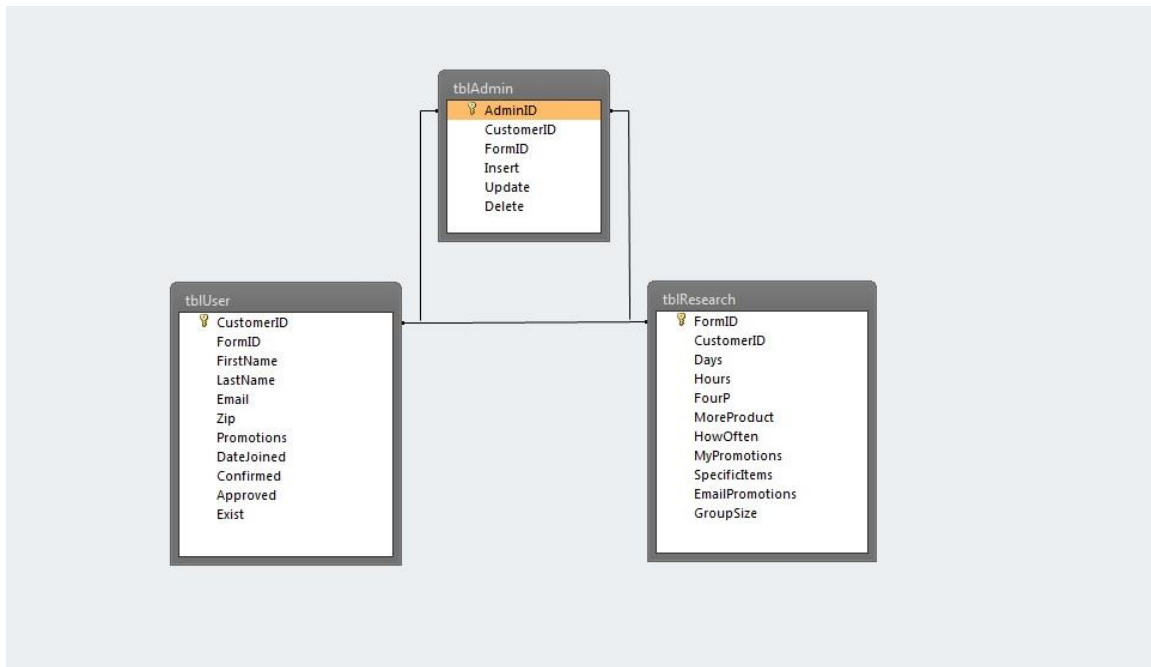 tblAdmin
AdminID
CustomerID
FormID
Insert
Update
Delete
tblUser
CustomerID
FormID
FirstName
LastName
Email
Zip
Promotions
DateJoined
Confirmed
Approved
Exist
tblResearch
FormID
CustomerID
Days
Hours
FourP
MoreProduct
HowOften
MyPromotions
SpecificItems
EmailPromotions
GroupSize